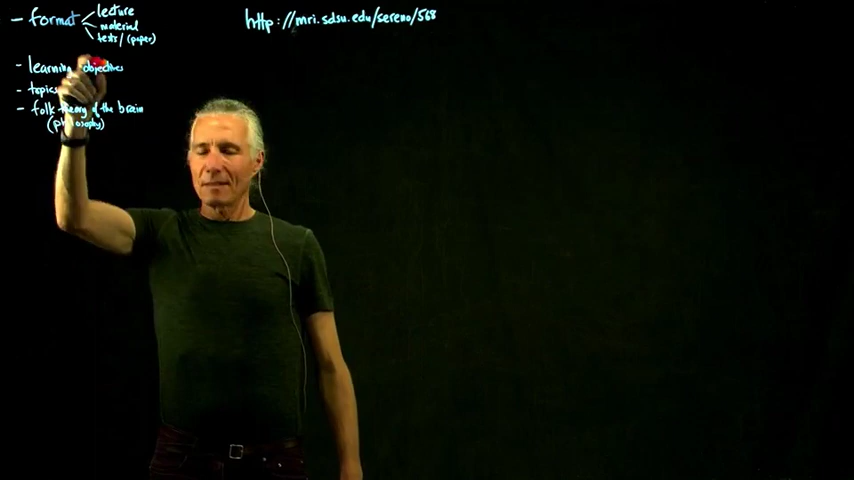 - format < lecture
material
tests/(paper)
http://mri.sdsu.edu/sereno/568
- learning objectives
- topics
- folk theory of the brain
(philosophy)